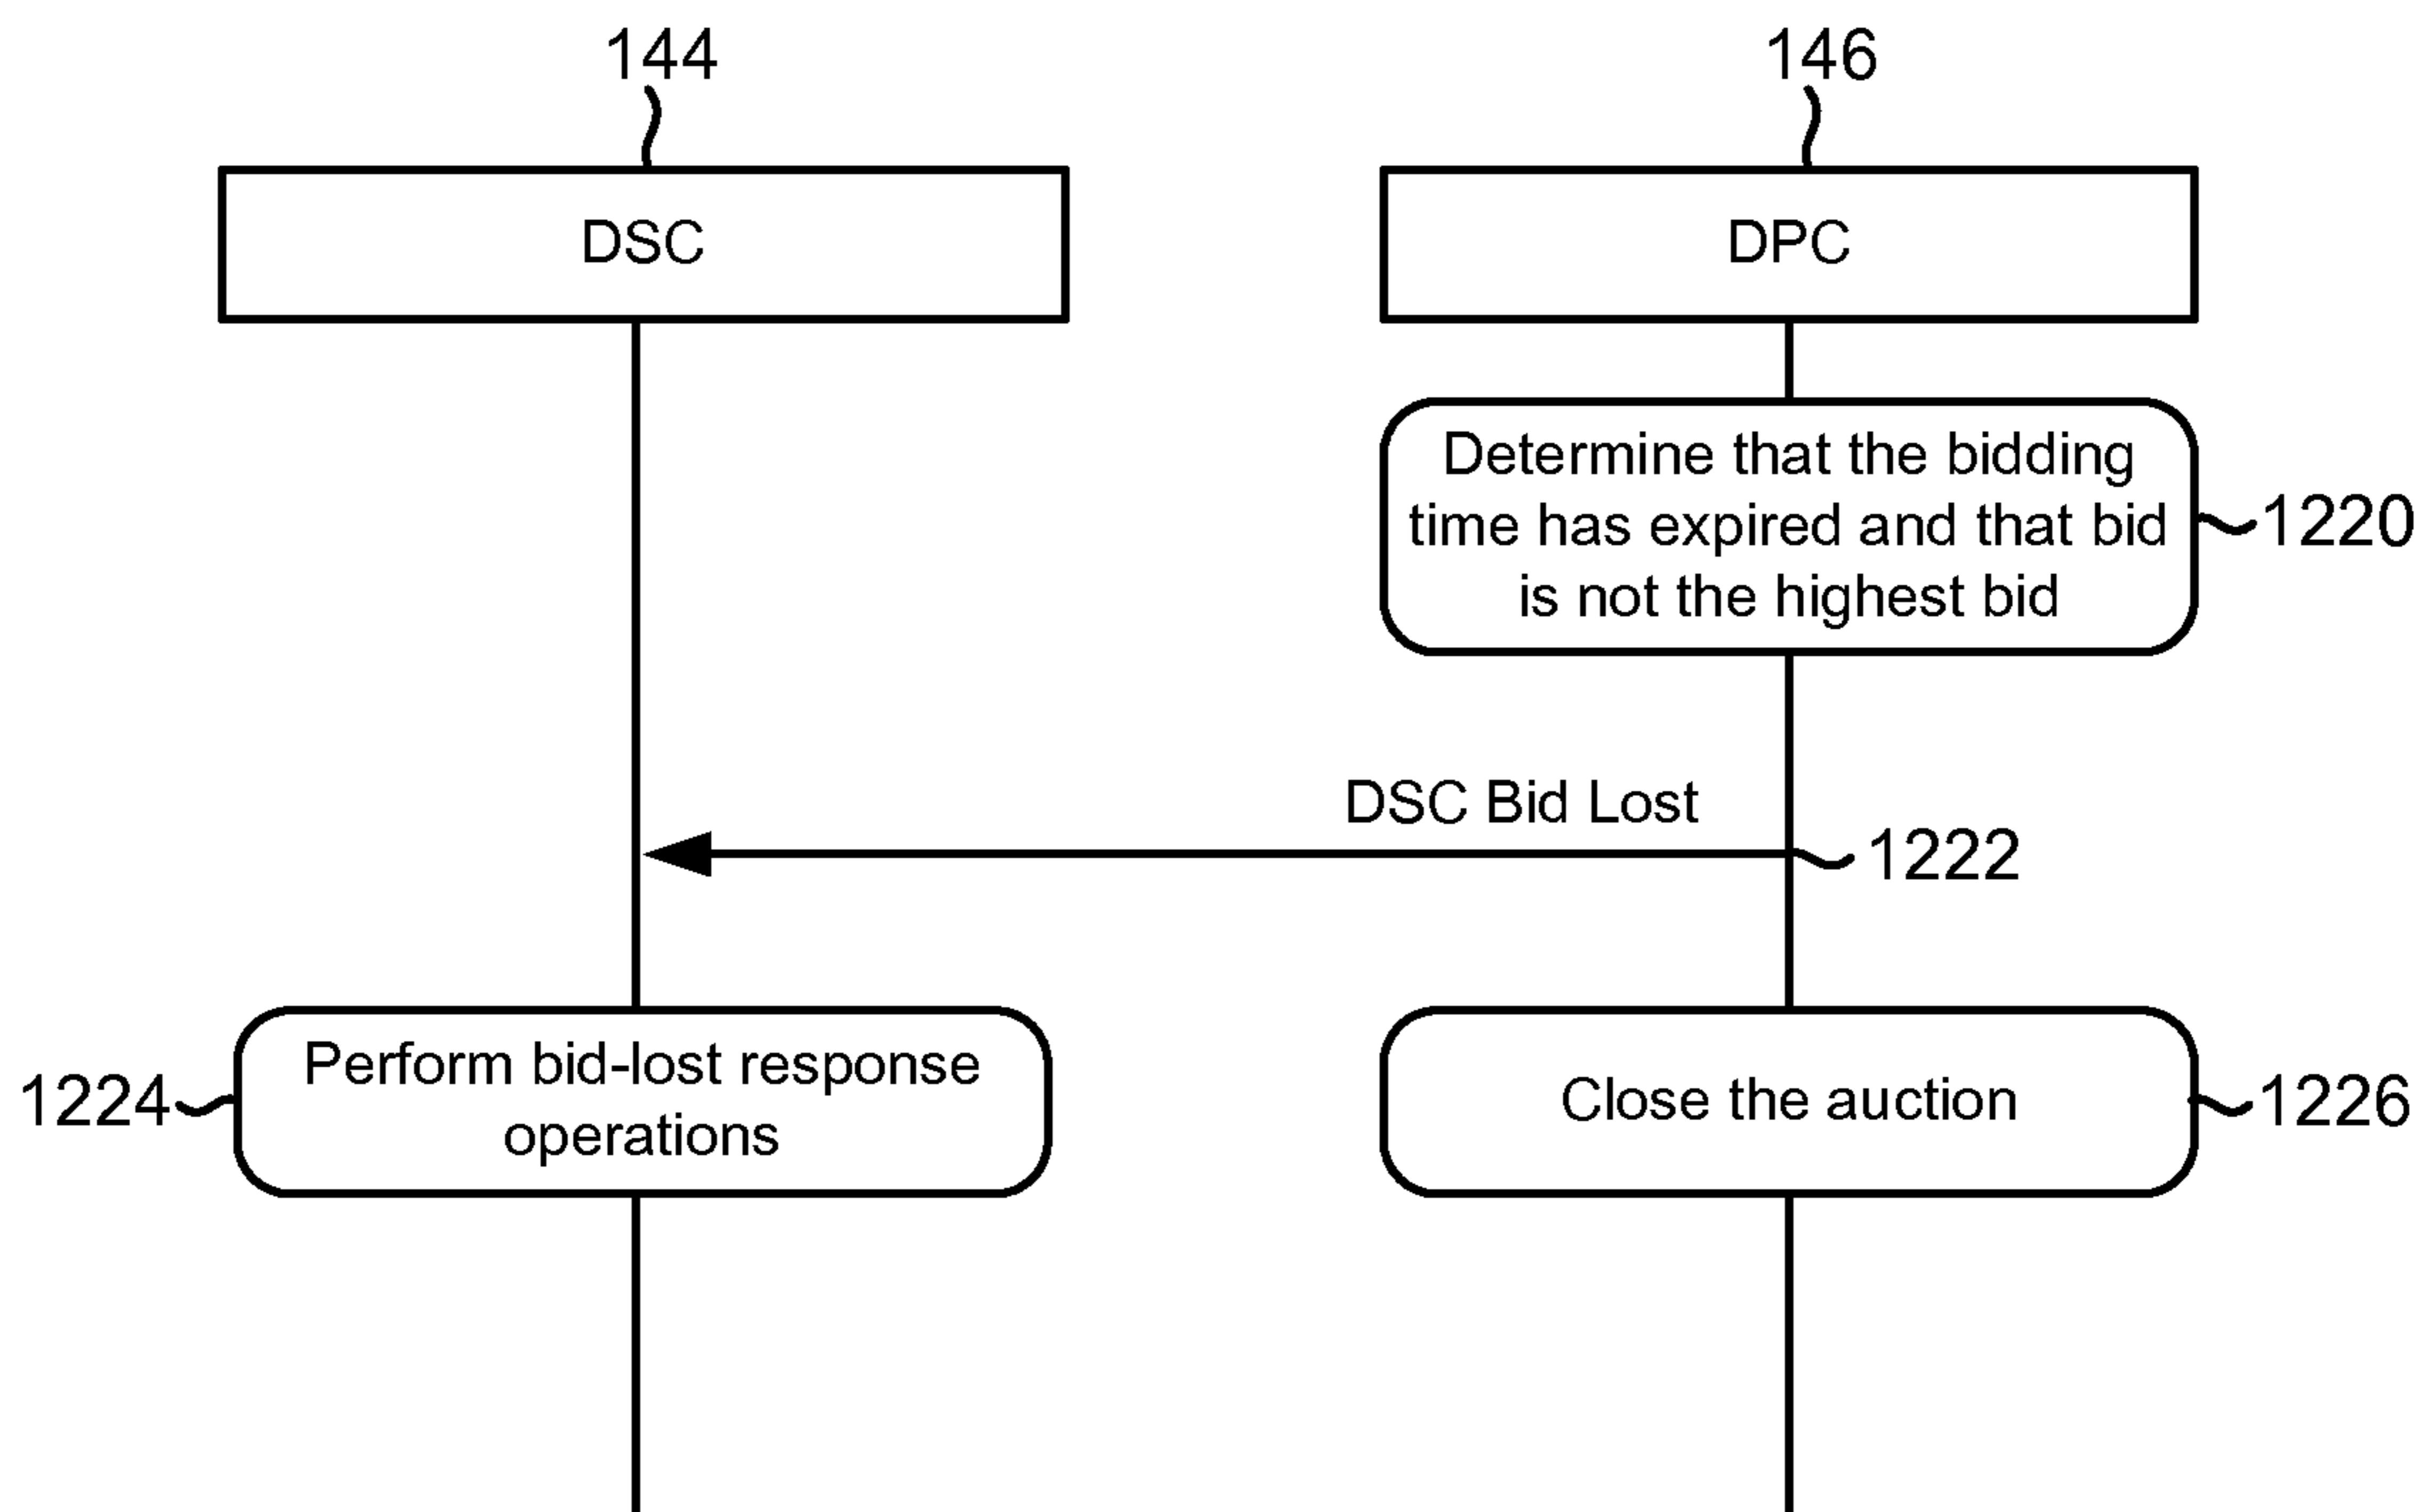 144
146
DSC
DPC
Determine that the bidding
time has expired and that bid
is not the highest bid
1220
DSC Bid Lost
1222
1224
Perform bid-lost response
operations
Close the auction
1226